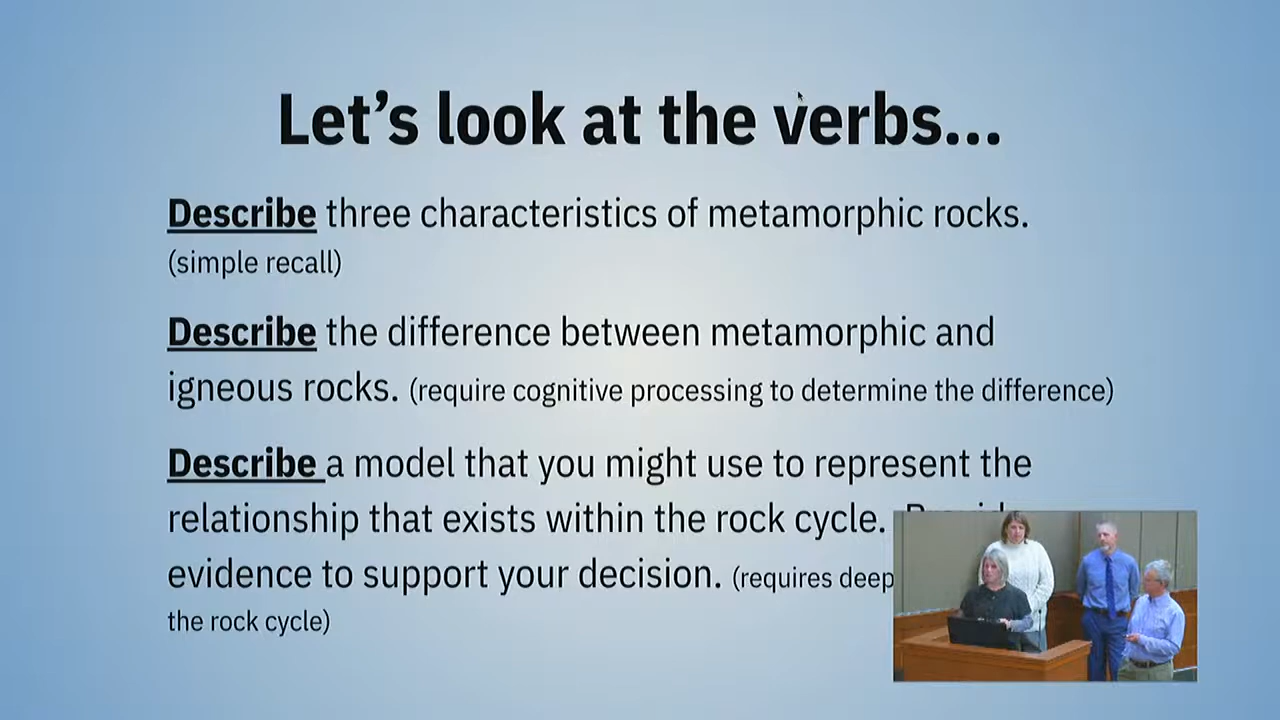 Let’s look at the verbs...
Describe three characteristics of metamorphic rocks.
(simple recall)
Describe the difference between metamorphic and
igneous rocks. (require cognitive processing to determine the difference)
Describe a model that you might use to represent the
relationship that exists within the rock cycle.
evidence to support your decision. (requires deep
the rock cycle)